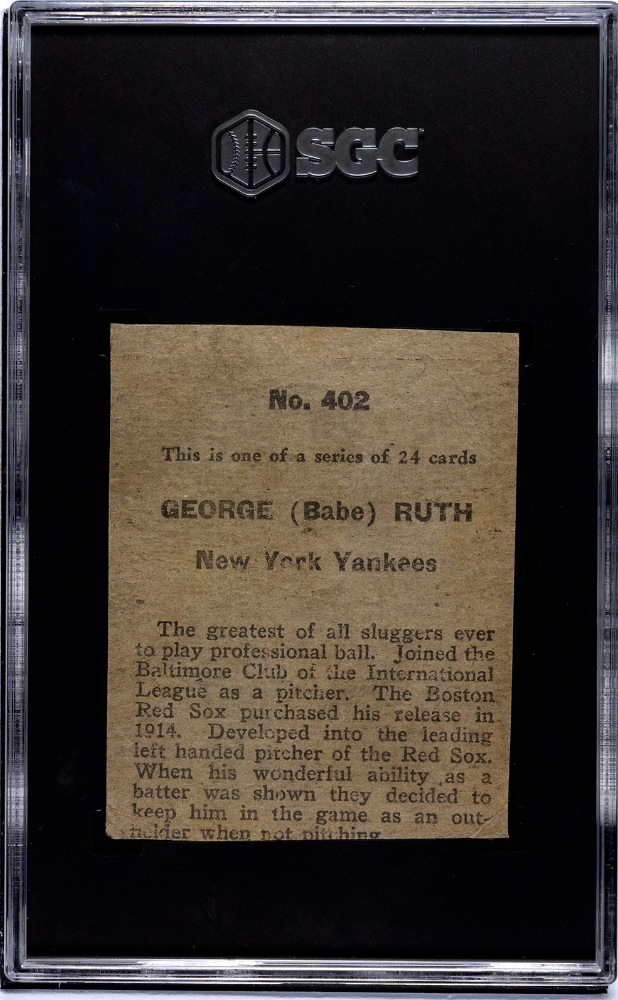 SGC
No. 402
This is one of a series of 24 cards
GEORGE (Babe) RUTH
New York Yankees
The greatest of all sluggers ever
to play professional ball. Joined the
Baltimore Club of the International
League as a pitcher. The Boston
Red Sox purchased his release in
1914. Developed into the leading
left handed pitcher of the Red Sox.
When his wonderful ability as a
batter was shown they decided to
keep him in the game as an out-
fielder when not pitching